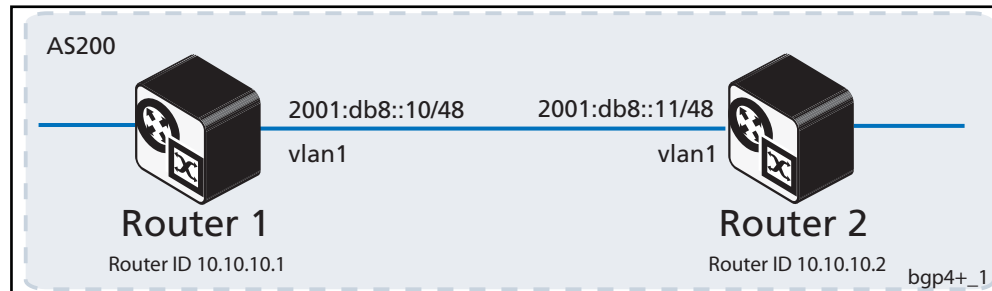 AS200
2001:db8::10/48
2001:db8::11/48
vlan1
vlan1
Router 1
Router 2
Router ID 10.10.10.1
Router ID 10.10.10.2
bgp4+_1